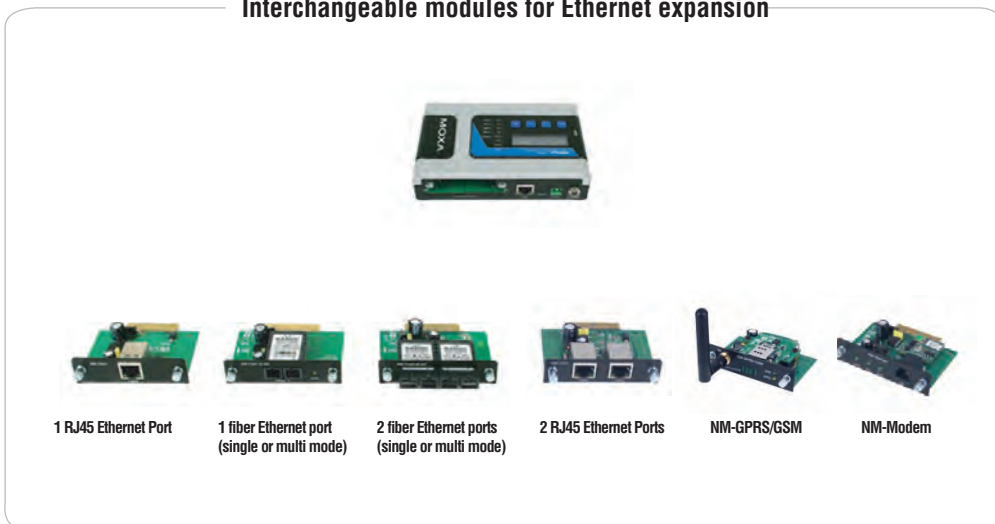 Interchangeable modules for Ethernet expansion
MOXA
1 RJ45 Ethernet Port
1 fiber Ethernet port
(single or multi mode)
2 fiber Ethernet ports
(single or multi mode)
2 RJ45 Ethernet Ports
NM-GPRS/GSM
NM-Modem